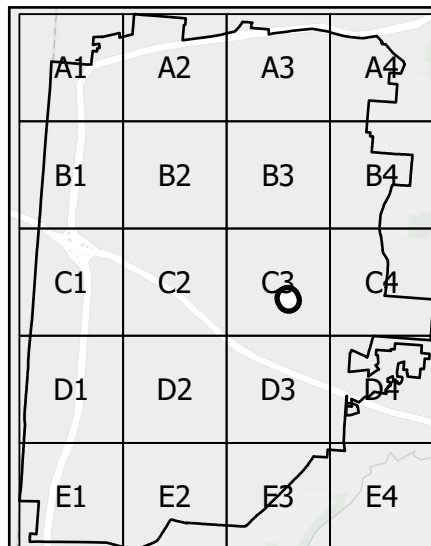 A1 A2 A3 A4
B1 B2 B3 B4
C1 C2 C3 C4
D1 D2 D3 D4
E1 E2 E3 E4